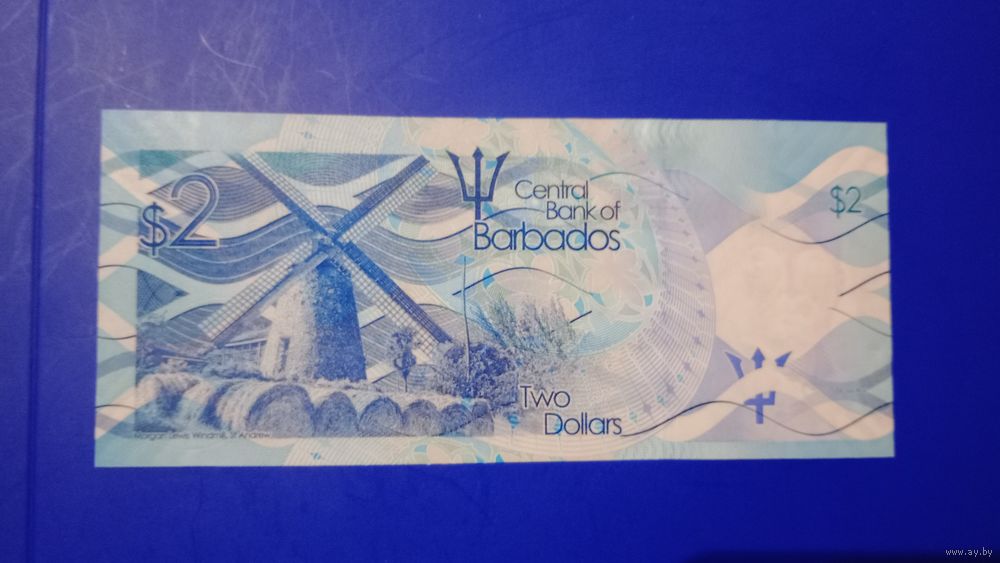 $2
Central
Bank of
Barbados
$2
Two
Dollars
Morgan Lewis Windmill, St Andrew
www.ay.by